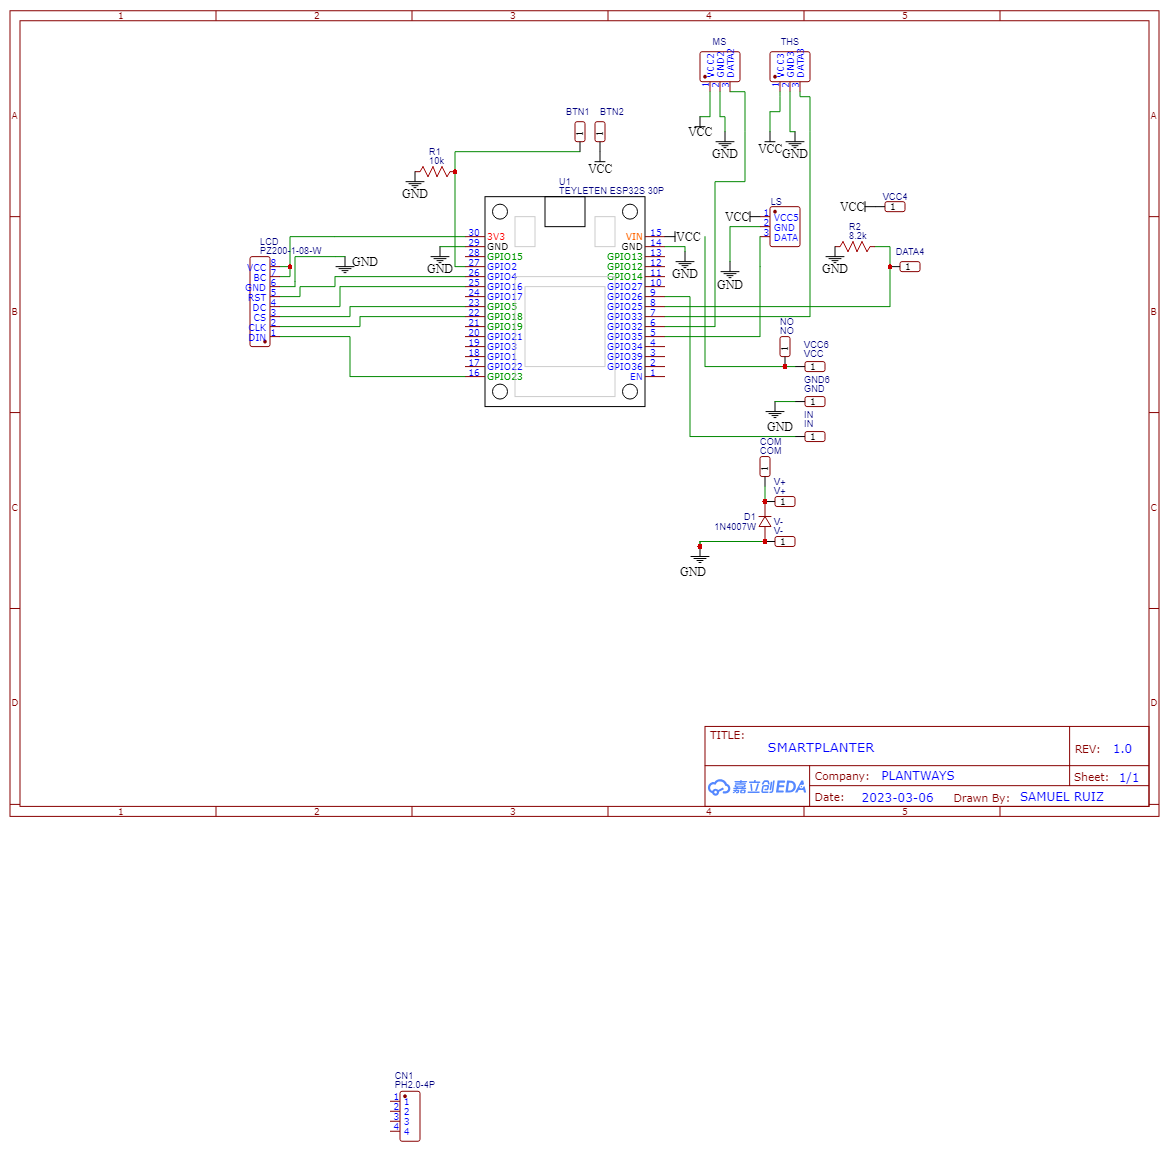 1 2 3 4 5
A
B
C
D
A
B
C
D
1 2 3 4 5
MS
VCC2
GND2
DATA2
1 2 3
VCC
GND
THS
VCC3
GND3
DATA3
1 2 3
VCC
GND
BTN1
1
BTN2
1
VCC
R1
10k
GND
U1
TEYLETEN ESP32S 30P
30 3V3
29 GND
28 GPIO15
27 GPIO2
26 GPIO4
25 GPIO16
24 GPIO17
23 GPIO5
22 GPIO18
21 GPIO19
20 GPIO21
19 GPIO3
18 GPIO1
17 GPIO22
16 GPIO23
VIN 15
GND 14
GPIO13 13
GPIO12 12
GPIO14 11
GPIO27 10
GPIO26 9
GPIO25 8
GPIO33 7
GPIO32 6
GPIO35 5
GPIO34 4
GPIO39 3
GPIO36 2
EN 1
GND
VCC
GND
LCD
PZ200-1-08-W
VCC 8
BC 7
GND 6
RST 5
DC 4
CS 3
CLK 2
DIN 1
GND
LS
VCC
1 VCC5
2 GND
3 DATA
GND
VCC4
VCC
1
R2
8.2k
GND
DATA4
1
NO
NO
1
VCC6
VCC
1
GND6
GND
1
GND
IN
IN
1
COM
COM
1
V+
V+
1
D1
1N4007W
V-
V-
1
GND
TITLE:
SMARTPLANTER
REV: 1.0
嘉立创EDA
Company: PLANTWAYS
Sheet: 1/1
Date: 2023-03-06
Drawn By: SAMUEL RUIZ
CN1
PH2.0-4P
1 1
2 2
3 3
4 4